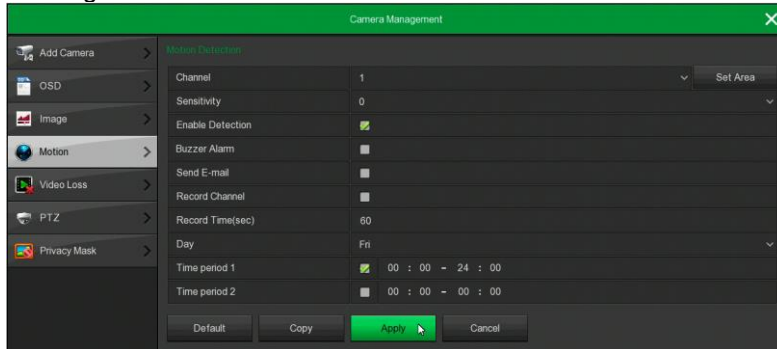 Camera Management
Add Camera
OSD
Image
Motion
Video Loss
PTZ
Privacy Mask
Motion Detection
Channel 1 Set Area
Sensitivity 0
Enable Detection
Buzzer Alarm
Send E-mail
Record Channel
Record Time(sec) 60
Day Fri
Time period 1 00 : 00 - 24 : 00
Time period 2 00 : 00 - 00 : 00
Default Copy Apply Cancel